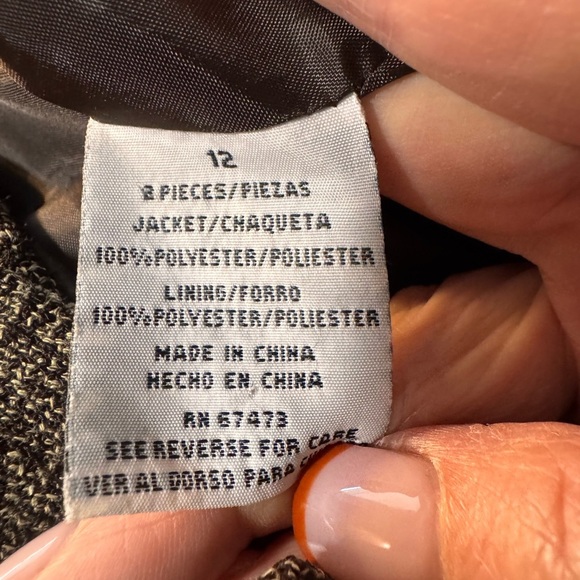 12
2 PIECES/PIEZAS
JACKET/CHAQUETA
100%POLYESTER/POLIESTER
LINING/FORRO
100%POLYESTER/POLIESTER
MADE IN CHINA
HECHO EN CHINA
RN 67473
SEE REVERSE FOR CARE
VER AL DORSO PARA